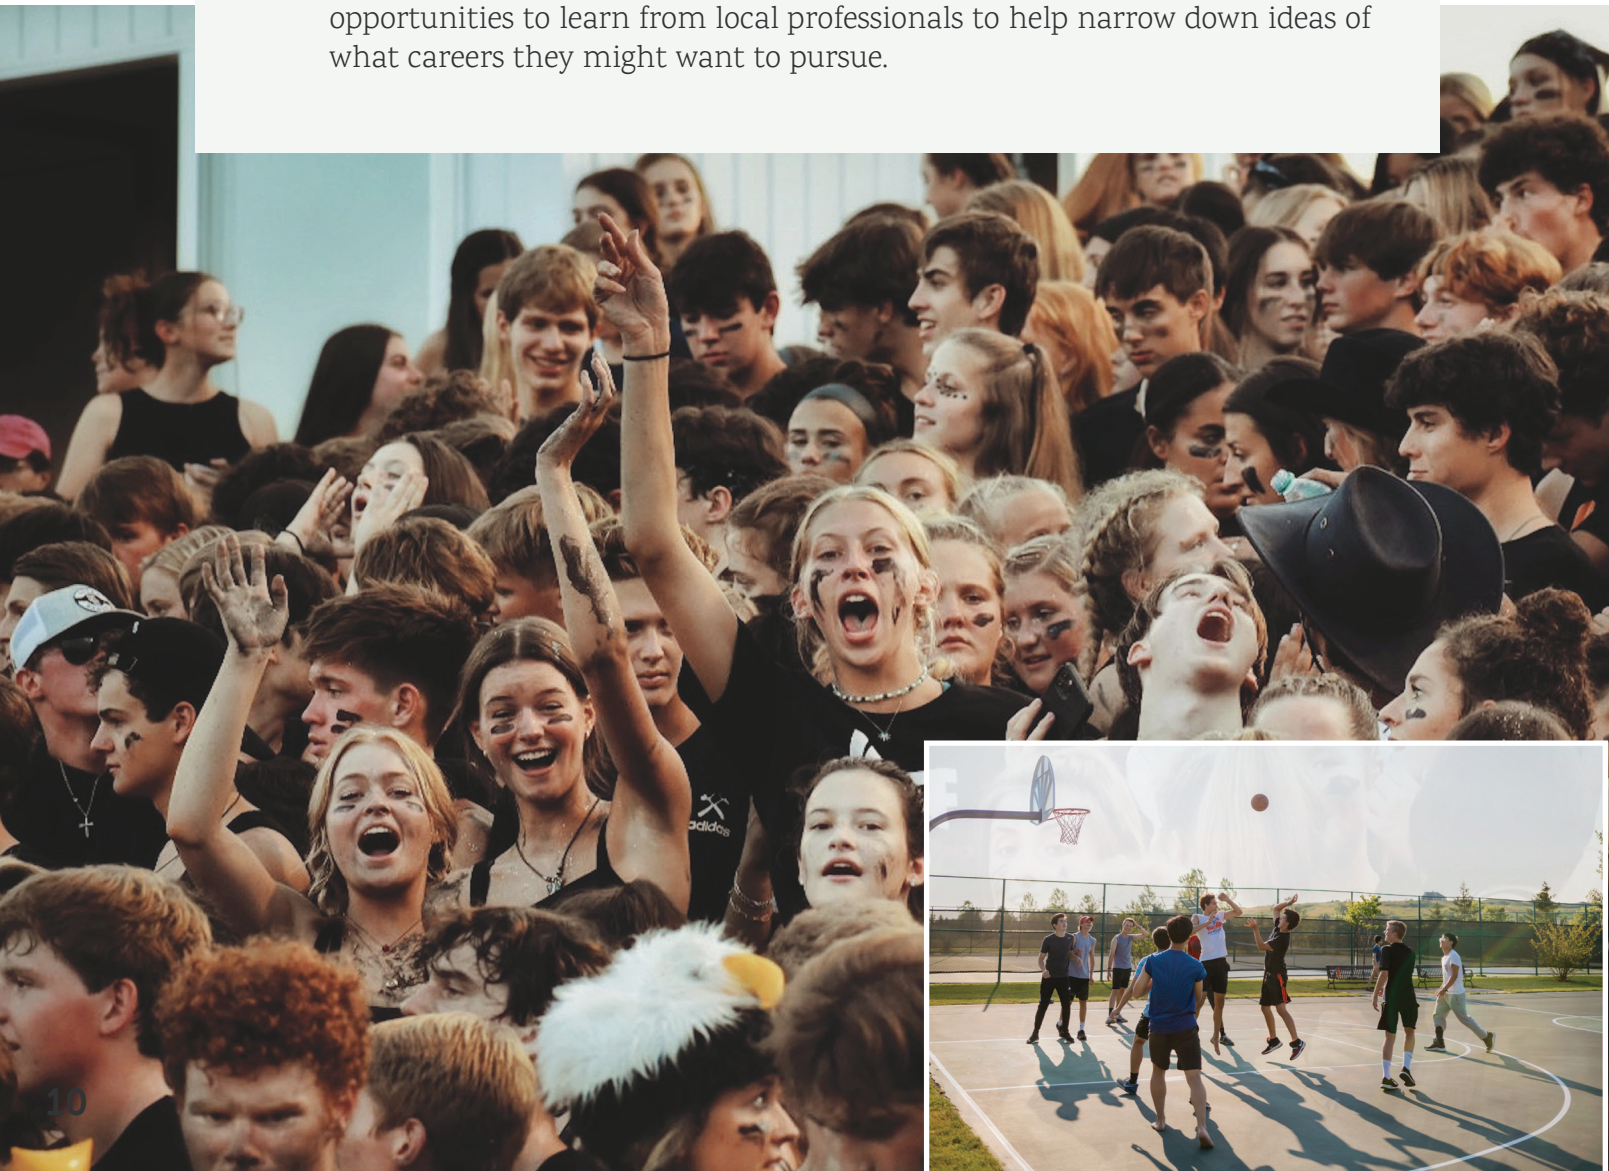 opportunities to learn from local professionals to help narrow down ideas of
what careers they might want to pursue.
adidas
10